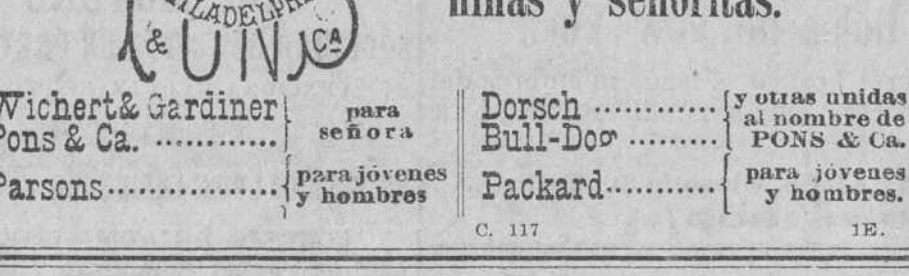 niñas y señoritas.
&
UN
CA
Wichert & Gardiner
Pons & Ca. ............
para
señora
Parsons.................
para jóvenes
y hombres
Dorsch ............
Bull-Dog .........
y otras unidas
al nombre de
PONS & Ca.
Packard...........
para jóvenes
y hombres.
C. 117 1E.